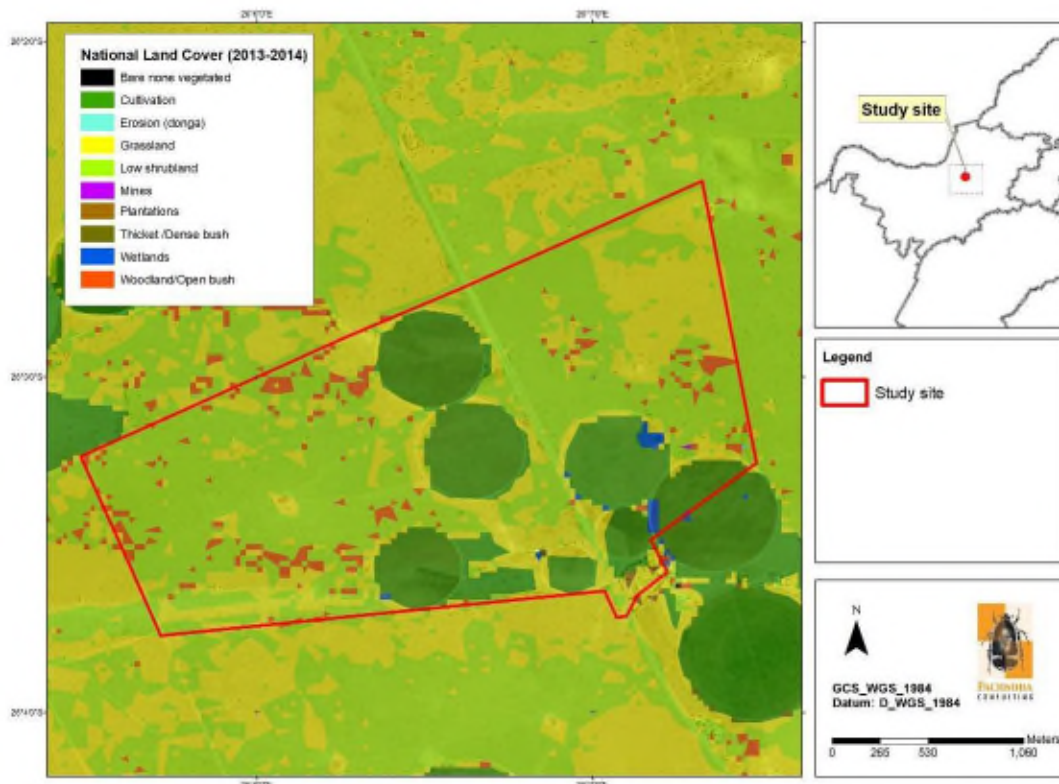 National Land Cover (2013-2014)
Bare none vegetated
Cultivation
Erosion (donga)
Grassland
Low shrubland
Mines
Plantations
Thicket /Dense bush
Wetlands
Woodland/Open bush
Study site
Legend
Study site
N
GCS_WGS_1984
Datum: D_WGS_1984
CONSULTING
Meters
0 265 530 1,060